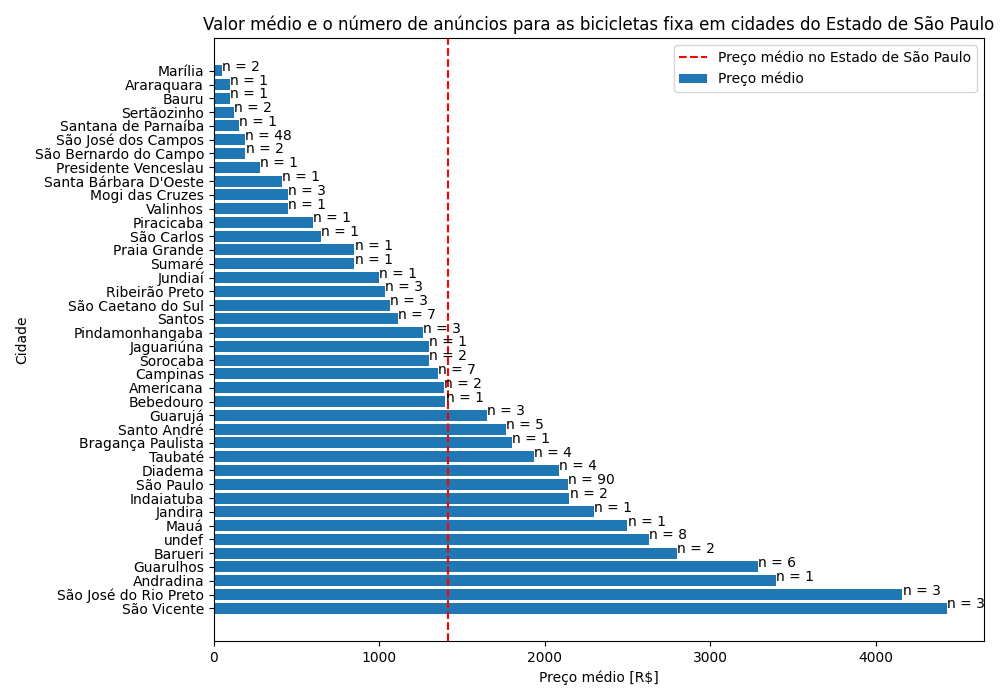 Valor médio e o número de anúncios para as bicicletas fixa em cidades do Estado de São Paulo
Preço médio no Estado de São Paulo
Preço médio
Cidade
Marília n = 2
Araraquara n = 1
Bauru n = 1
Sertãozinho n = 2
Santana de Parnaíba n = 1
São José dos Campos n = 48
São Bernardo do Campo n = 2
Presidente Venceslau n = 1
Santa Bárbara D'Oeste n = 1
Mogi das Cruzes n = 3
Valinhos n = 1
Piracicaba n = 1
São Carlos n = 1
Praia Grande n = 1
Sumaré n = 1
Jundiaí n = 1
Ribeirão Preto n = 3
São Caetano do Sul n = 3
Santos n = 7
Pindamonhangaba n = 3
Jaguariúna n = 1
Sorocaba n = 2
Campinas n = 7
Americana n = 2
Bebedouro n = 1
Guarujá n = 3
Santo André n = 5
Bragança Paulista n = 1
Taubaté n = 4
Diadema n = 4
São Paulo n = 90
Indaiatuba n = 2
Jandira n = 1
Mauá n = 1
undef n = 8
Barueri n = 2
Guarulhos n = 6
Andradina n = 1
São José do Rio Preto n = 3
São Vicente n = 3
0 1000 2000 3000 4000
Preço médio [R$]